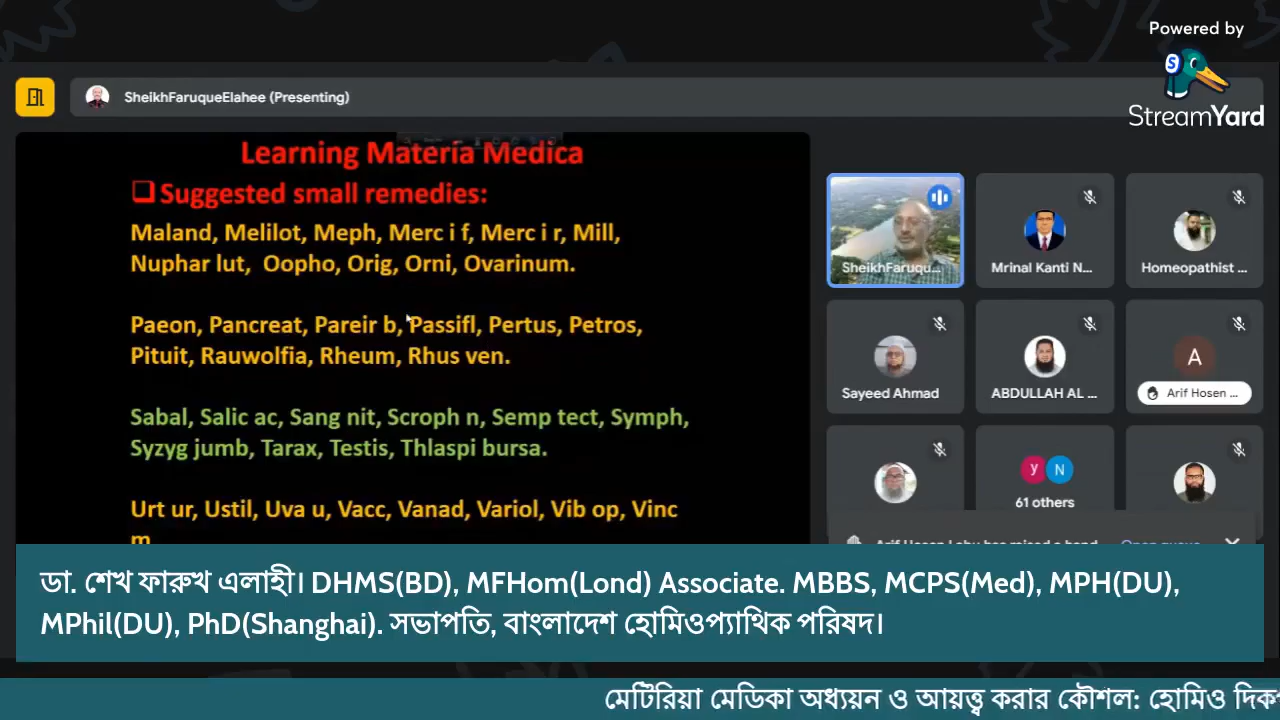 Powered by
StreamYard
SheikhFaruqueElahee (Presenting)
Learning Materia Medica
Suggested small remedies:
Maland, Melilot, Meph, Merc i f, Merc i r, Mill,
Nuphar lut, Oopho, Orig, Orni, Ovarinum.
Paeon, Pancreat, Pareir b, Passifl, Pertus, Petros,
Pituit, Rauwolfia, Rheum, Rhus ven.
Sabal, Salic ac, Sang nit, Scroph n, Semp tect, Symph,
Syzyg jumb, Tarax, Testis, Thlaspi bursa.
Urt ur, Ustil, Uva u, Vacc, Vanad, Variol, Vib op, Vinc
m
SheikhFaruqu...
Mrinal Kanti N...
Homeopathist ...
Sayeed Ahmad
ABDULLAH AL ...
A
Arif Hosen ...
y N
61 others
ডা. শেখ ফারুখ এলাহী। DHMS(BD), MFHom(Lond) Associate. MBBS, MCPS(Med), MPH(DU),
MPhil(DU), PhD(Shanghai). সভাপতি, বাংলাদেশ হোমিওপ্যাথিক পরিষদ।
মেটিরিয়া মেডিকা অধ্যয়ন ও আয়ত্ত্ব করার কৌশল: হোমিও দিক